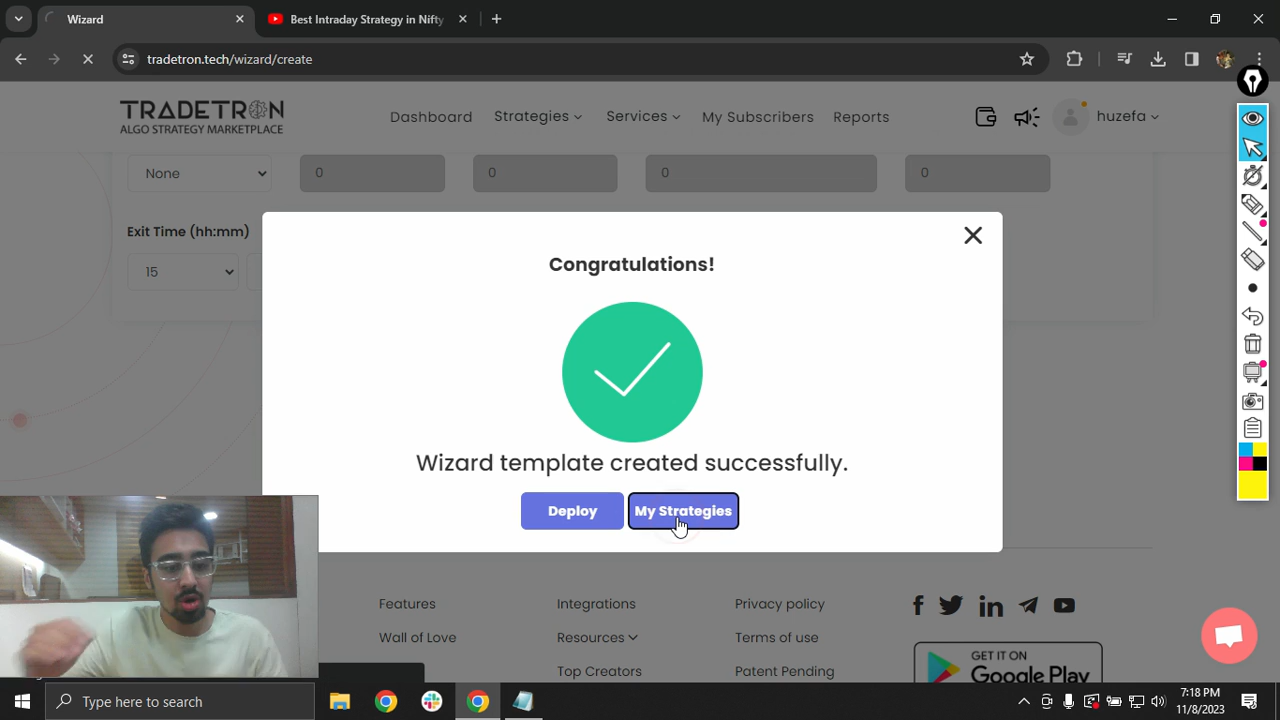 Wizard
Best Intraday Strategy in Nifty
tradetron.tech/wizard/create
TRADETRON
ALGO STRATEGY MARKETPLACE
Dashboard
Strategies
Services
My Subscribers
Reports
huzefa
None
0
0
0
0
Exit Time (hh:mm)
15
Congratulations!
Wizard template created successfully.
Deploy
My Strategies
Features
Integrations
Privacy policy
Wall of Love
Resources
Terms of use
Top Creators
Patent Pending
GET IT ON
Google Play
Type here to search
7:18 PM
11/8/2023